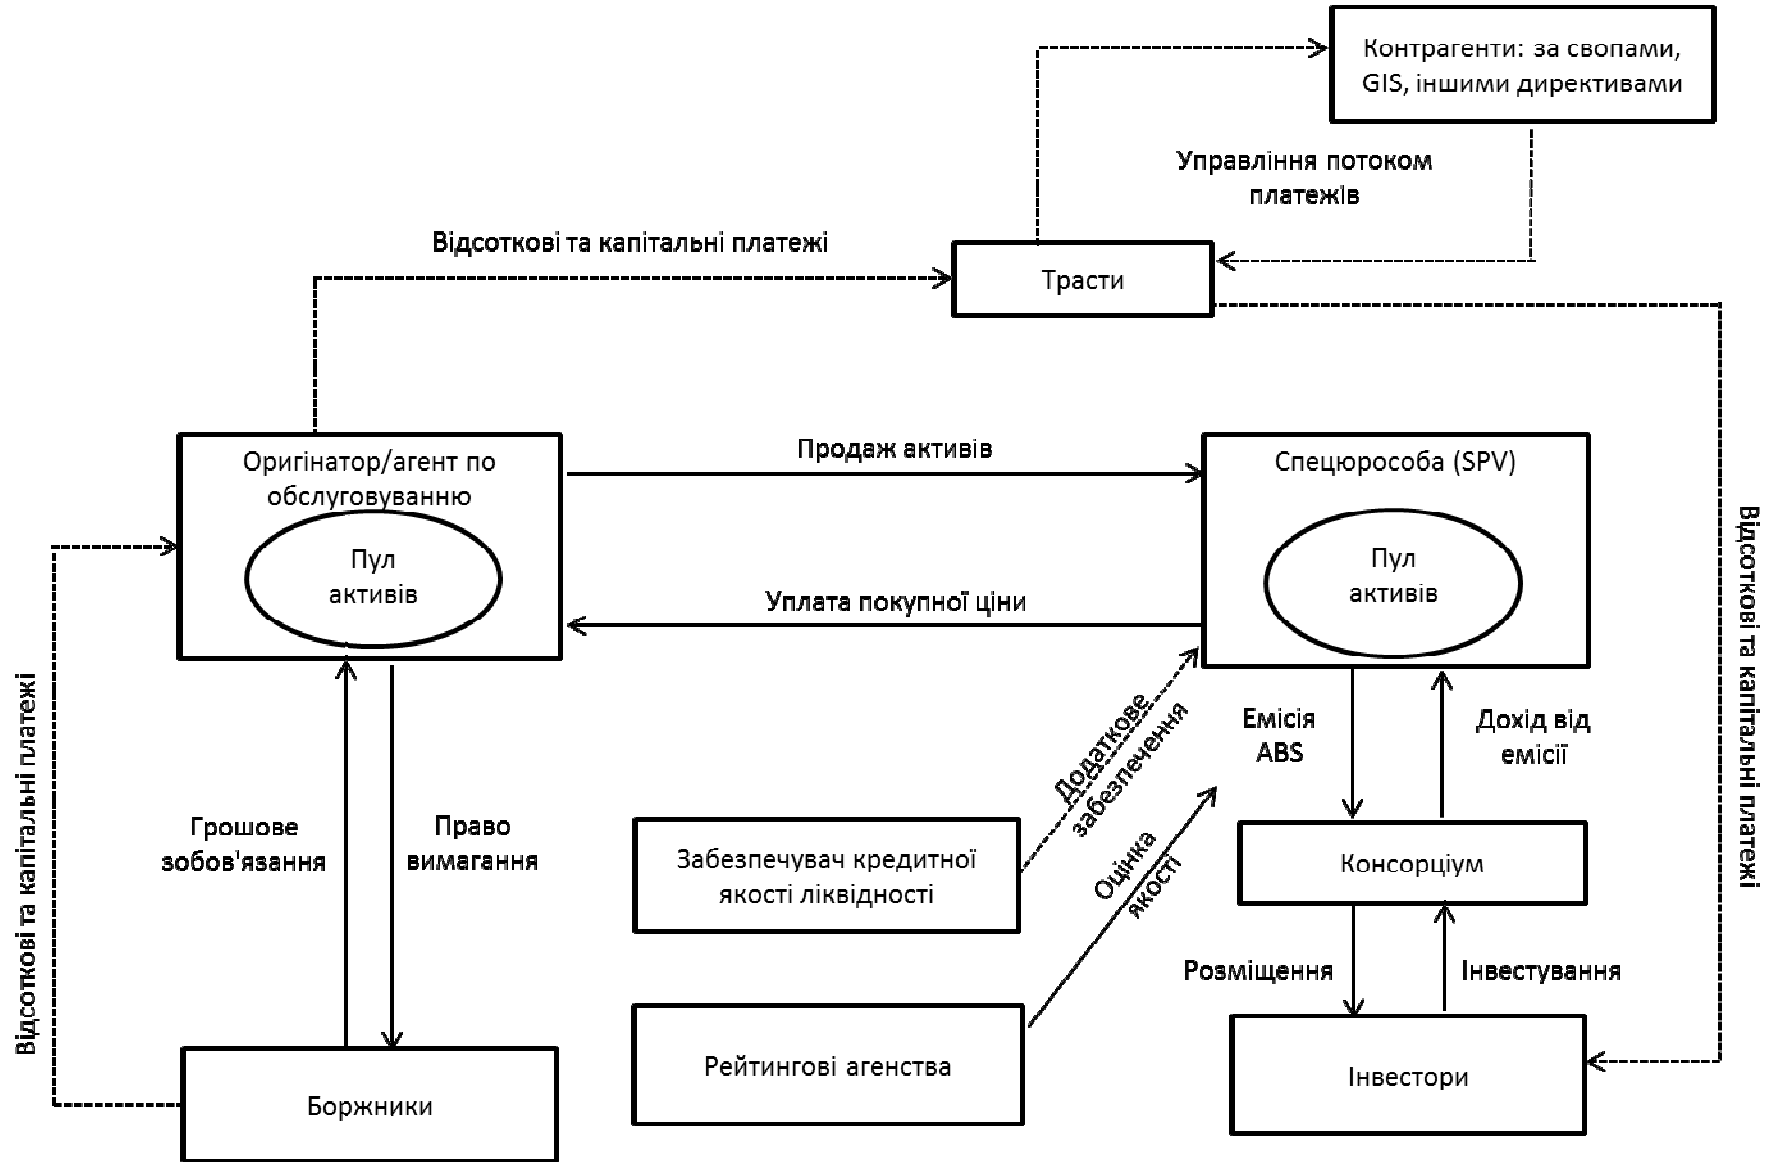 Контрагенти: за свопами,
GIS, іншими директивами
Управління потоком
платежів
Відсоткові та капітальні платежі
Трасти
Оригінатор/агент по
обслуговуванню
Пул
активів
Продаж активів
Уплата покупної ціни
Спецюрособа (SPV)
Пул
активів
Відсоткові та капітальні платежі
Відсоткові та капітальні платежі
Грошове
зобов'язання
Право
вимагання
Додаткове
забезпечення
Оцінка
якості
Емісія
ABS
Дохід від
емісії
Забезпечувач кредитної
якості ліквідності
Консорціум
Розміщення
Інвестування
Рейтингові агенства
Боржники
Інвестори